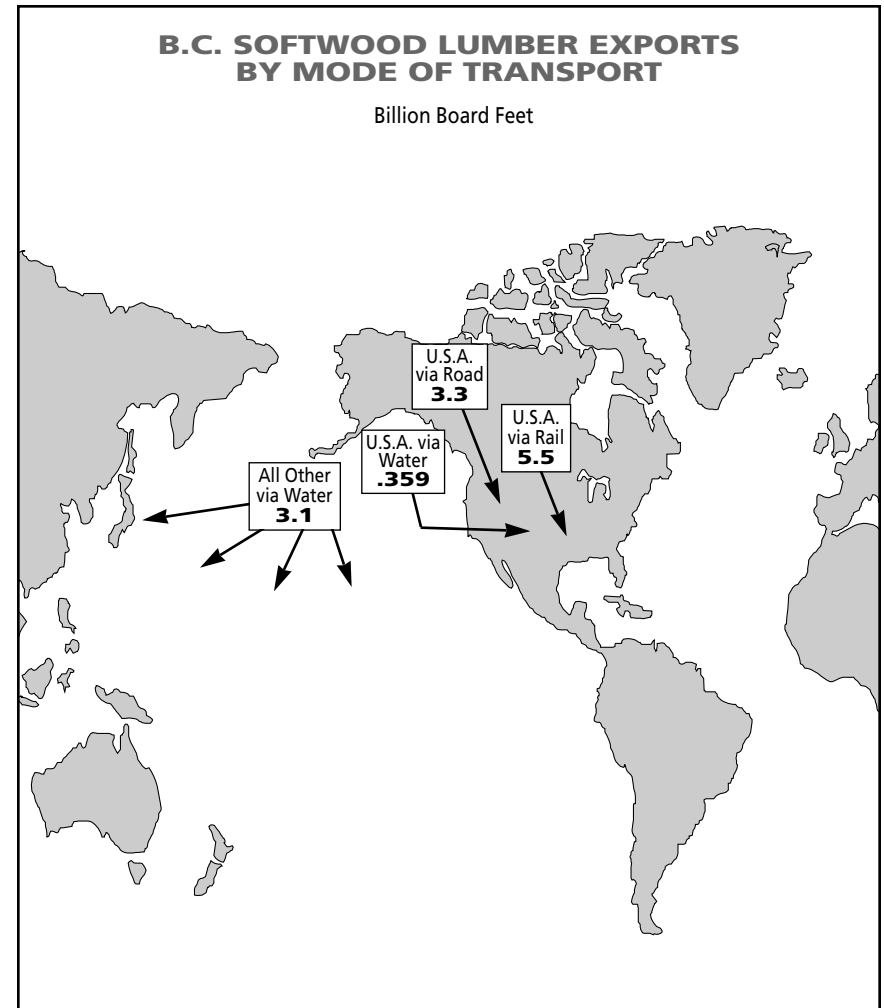 B.C. SOFTWOOD LUMBER EXPORTS
BY MODE OF TRANSPORT
Billion Board Feet
U.S.A.
via Road
3.3
U.S.A.
via Rail
5.5
U.S.A. via
Water
.359
All Other
via Water
3.1